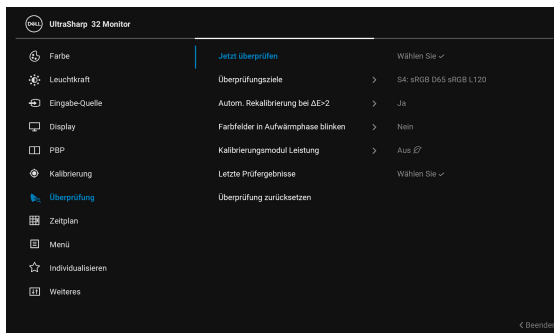 DELL UltraSharp 32 Monitor
Farbe
Leuchtkraft
Eingabe-Quelle
Display
PBP
Kalibrierung
Überprüfung
Zeitplan
Menü
Individualisieren
Weiteres
Jetzt überprüfen Wählen Sie ✓
Überprüfungsziele > S4: sRGB D65 sRGB L120
Autom. Rekalibrierung bei ΔE>2 > Ja
Farbfelder in Aufwärmphase blinken > Nein
Kalibrierungsmodul Leistung > Aus
Letzte Prüfergebnisse Wählen Sie ✓
Überprüfung zurücksetzen
< Beenden